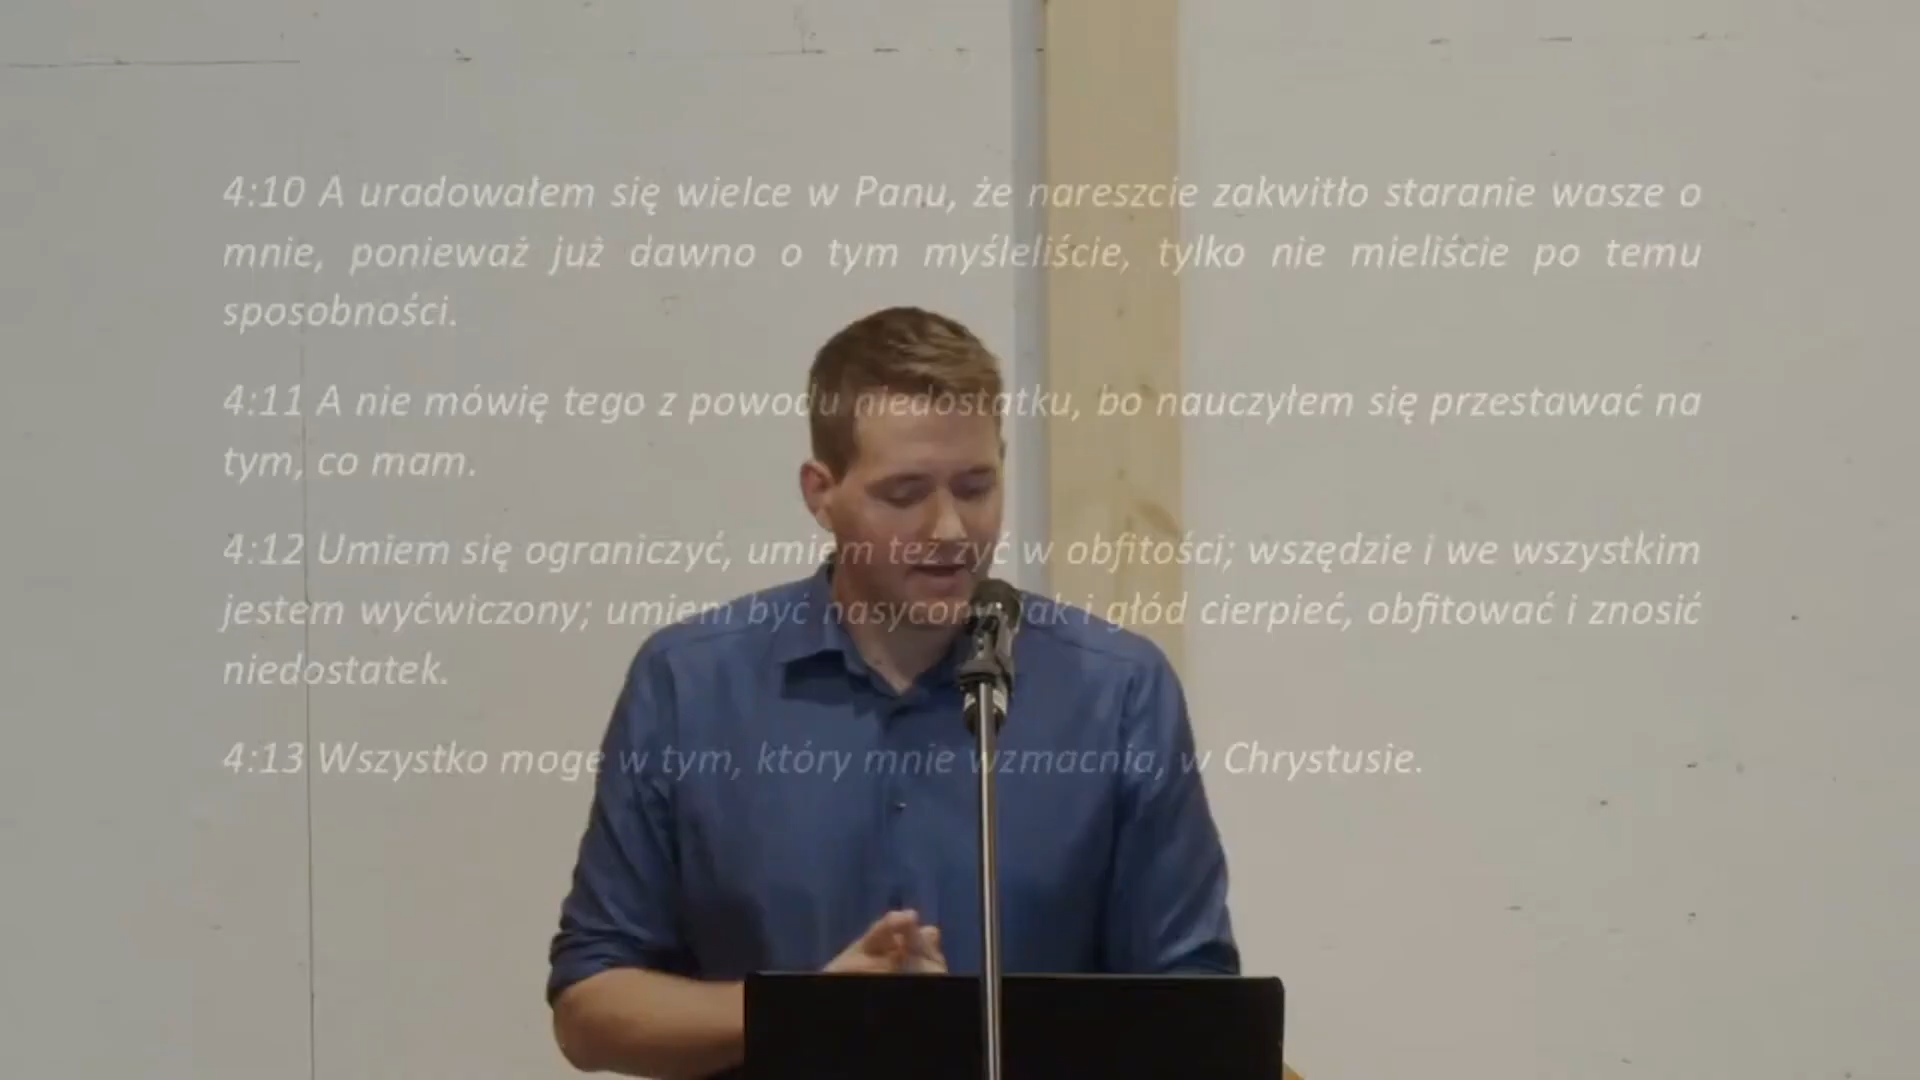 4:10 A uradowałem się wielce w Panu, że nareszcie zakwitło staranie wasze o
mnie, ponieważ już dawno o tym myśleliście, tylko nie mieliście po temu
sposobności.
4:11 A nie mówię tego z powodu niedostatku, bo nauczyłem się przestawać na
tym, co mam.
4:12 Umiem się ograniczyć, umiem też żyć w obfitości; wszędzie i we wszystkim
jestem wyćwiczony; umiem być nasycony, jak i głód cierpieć, obfitować i znosić
niedostatek.
4:13 Wszystko mogę w tym, który mnie wzmacnia, w Chrystusie.